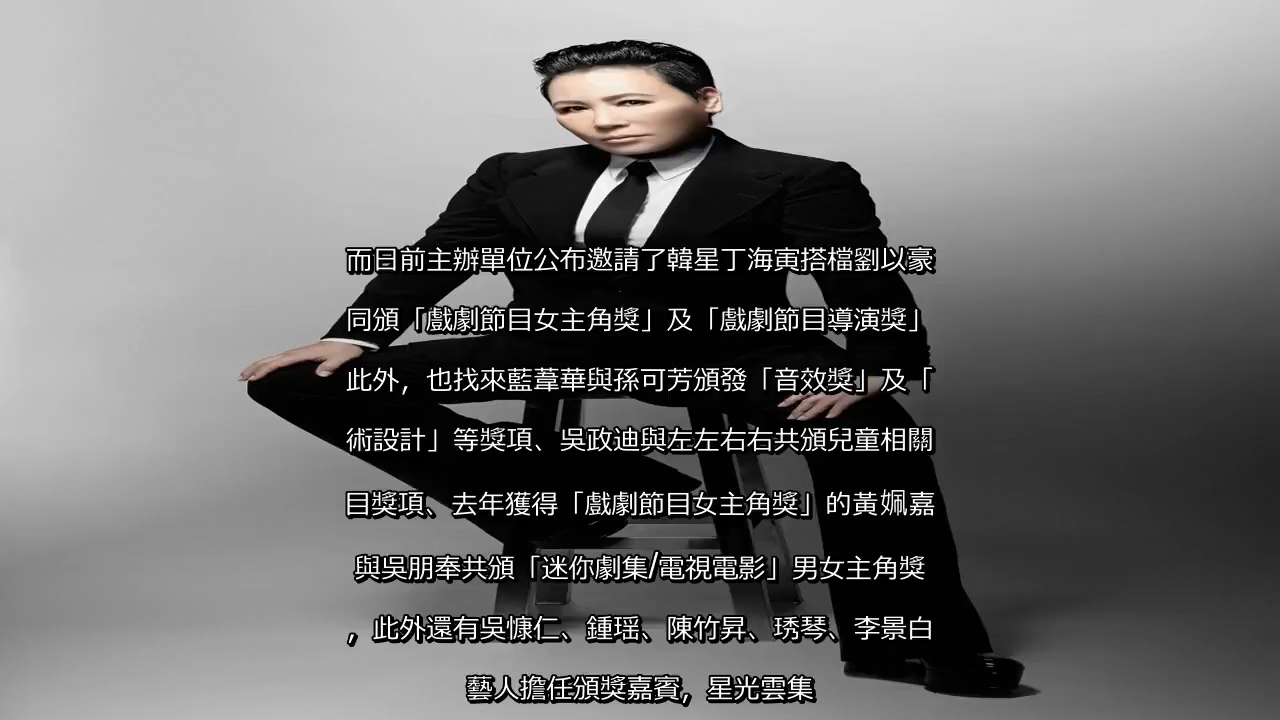 而日前主辦單位公布邀請了韓星丁海寅搭檔劉以豪
同頒「戲劇節目女主角獎」及「戲劇節目導演獎」
此外，也找來藍葦華與孫可芳頒發「音效獎」及「
術設計」等獎項、吳政迪與左左右右共頒兒童相關
目獎項、去年獲得「戲劇節目女主角獎」的黃姵嘉
與吳朋奉共頒「迷你劇集/電視電影」男女主角獎
，此外還有吳慷仁、鍾瑶、陳竹昇、琇琴、李景白
藝人擔任頒獎嘉賓，星光雲集